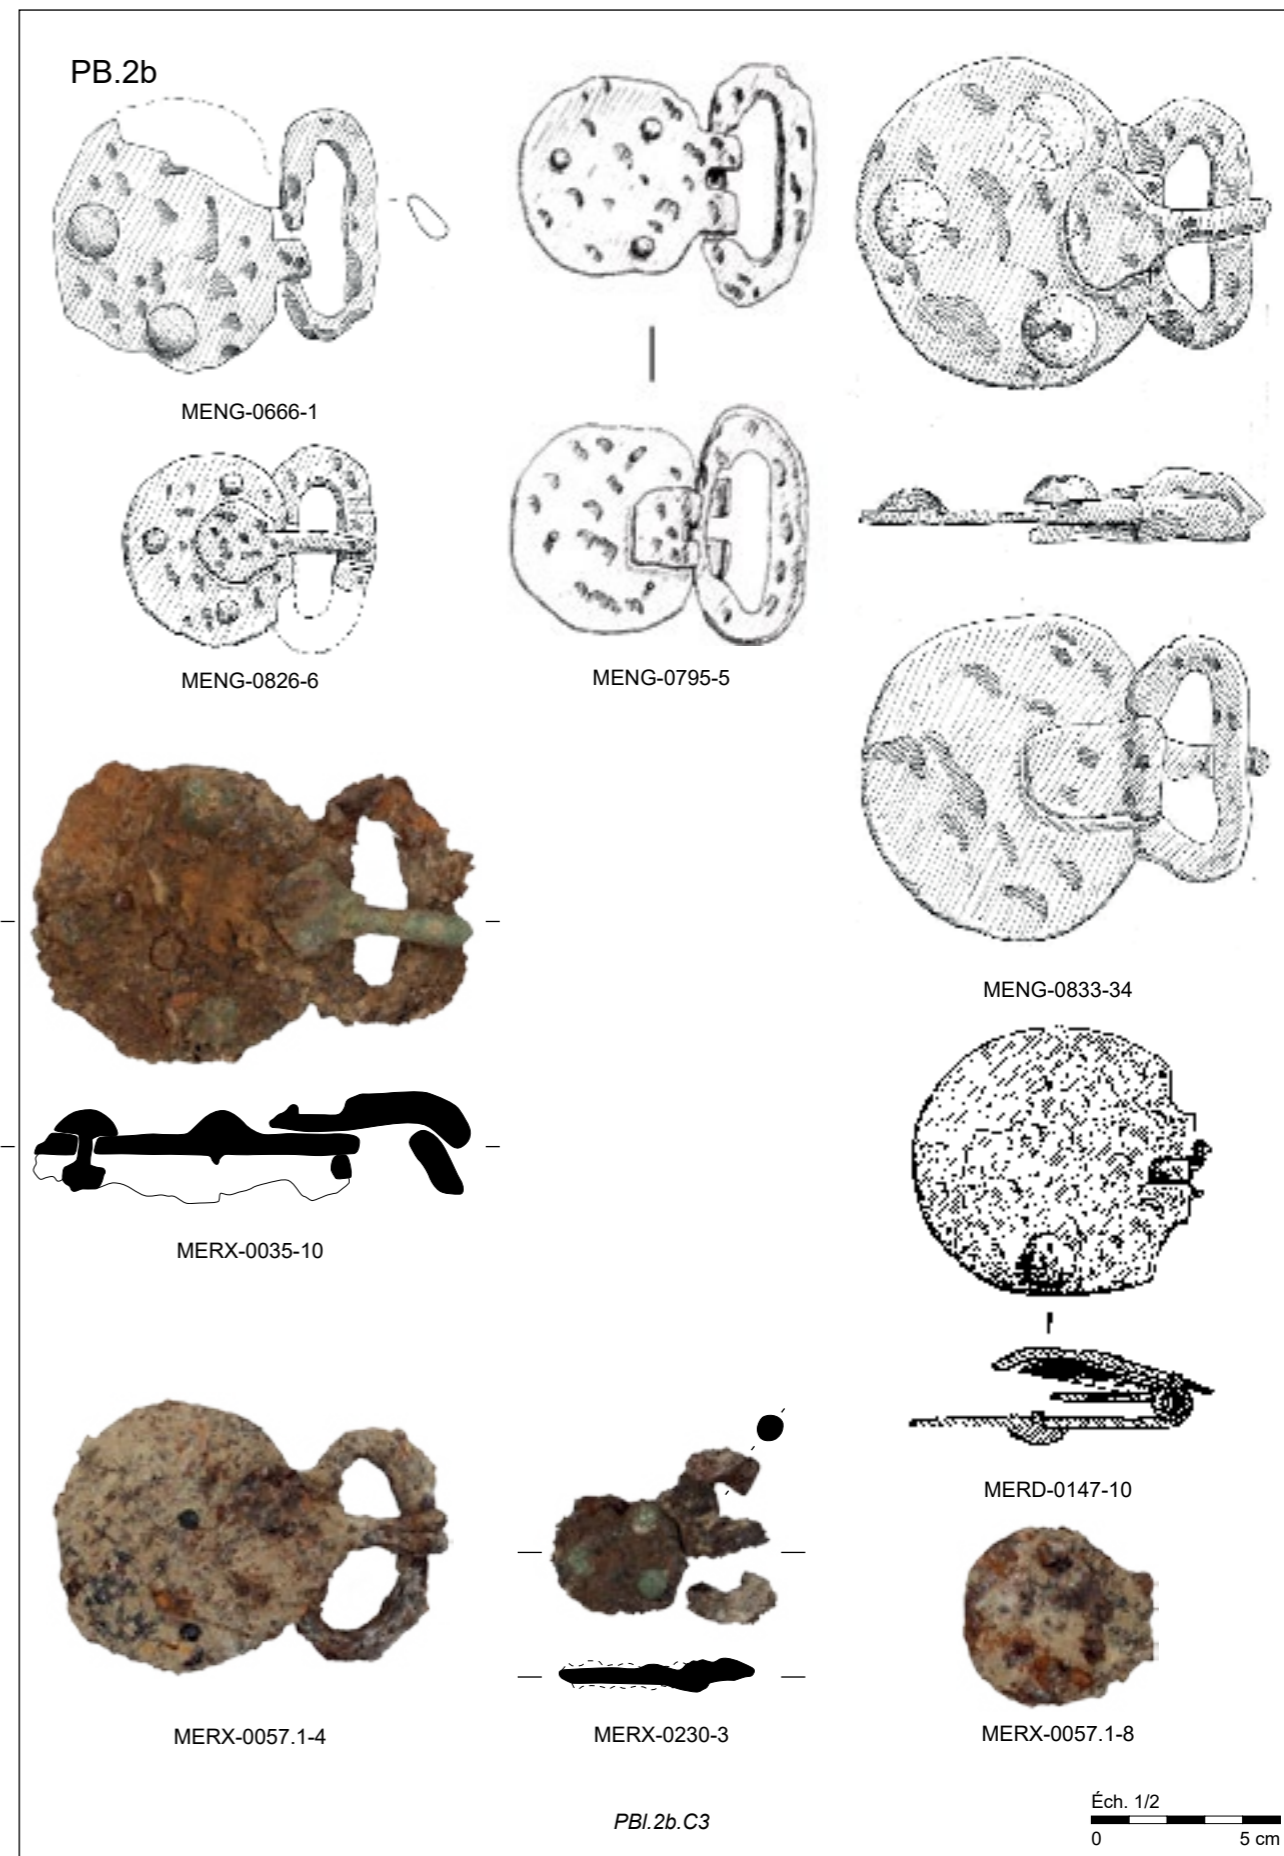 PB.2b
MENG-0666-1
MENG-0826-6
MENG-0795-5
MENG-0833-34
MERX-0035-10
MERD-0147-10
MERX-0057.1-4
MERX-0230-3
MERX-0057.1-8
PBI.2b.C3
Éch. 1/2
0 5 cm